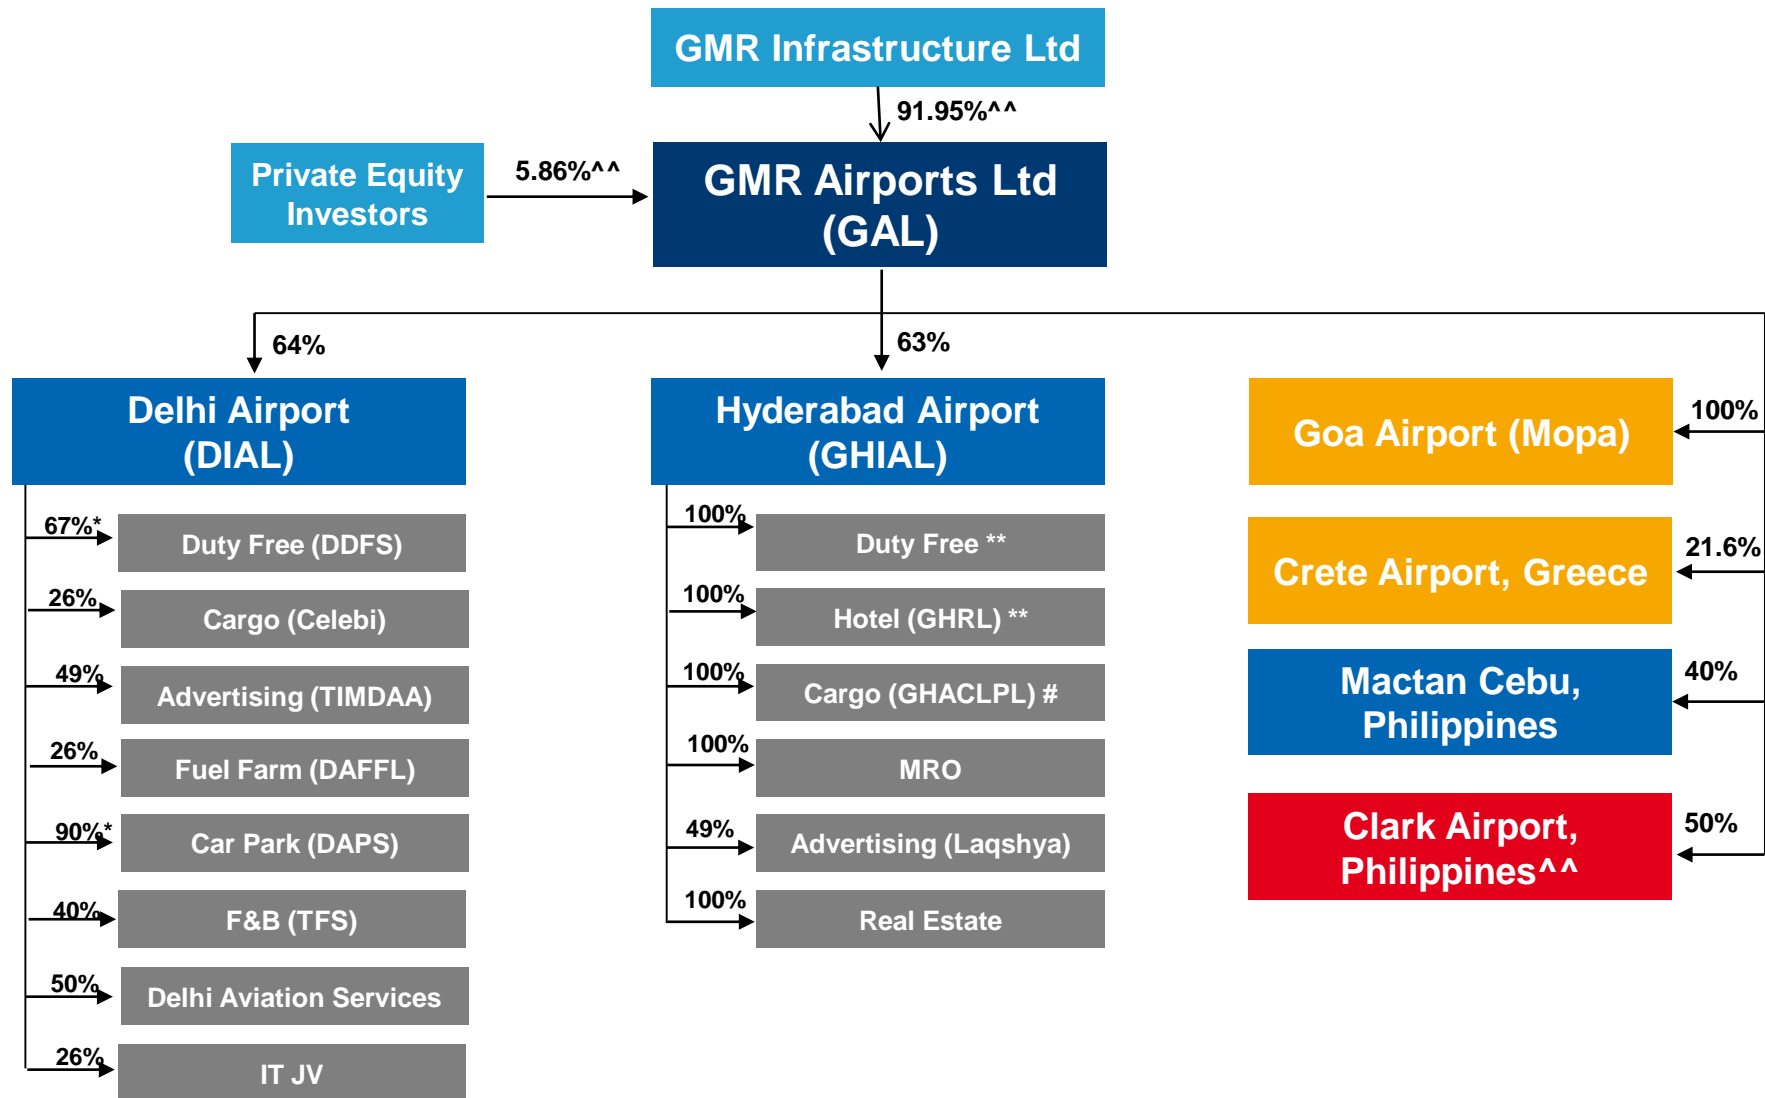 GMR Infrastructure Ltd
91.95%^^
Private Equity
Investors
5.86%^^
GMR Airports Ltd
(GAL)
64%
63%
Delhi Airport
(DIAL)
67%*
Duty Free (DDFS)
26%
Cargo (Celebi)
49%
Advertising (TIMDAA)
26%
Fuel Farm (DAFFL)
90%*
Car Park (DAPS)
40%
F&B (TFS)
50%
Delhi Aviation Services
26%
IT JV
Hyderabad Airport
(GHIAL)
100%
Duty Free **
100%
Hotel (GHRL) **
100%
Cargo (GHACLPL) #
100%
MRO
49%
Advertising (Laqshya)
100%
Real Estate
Goa Airport (Mopa)
100%
Crete Airport, Greece
21.6%
Mactan Cebu,
Philippines
40%
Clark Airport,
Philippines^^
50%